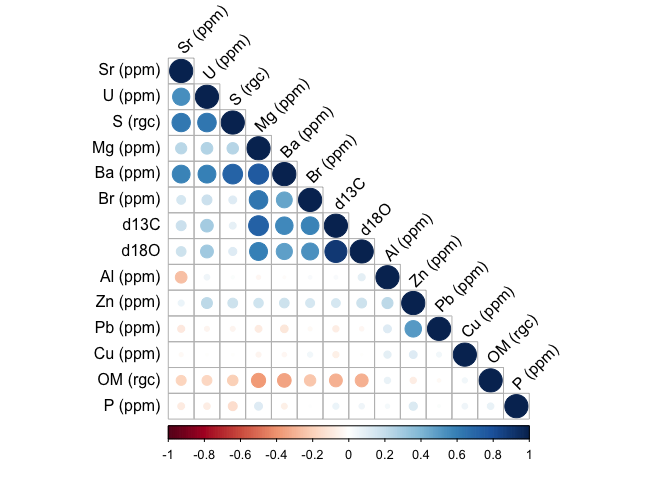 Sr (ppm)
U (ppm)
S (rgc)
Mg (ppm)
Ba (ppm)
Br (ppm)
d13C
d18O
Al (ppm)
Zn (ppm)
Pb (ppm)
Cu (ppm)
OM (rgc)
P (ppm)
Sr (ppm)
U (ppm)
S (rgc)
Mg (ppm)
Ba (ppm)
Br (ppm)
d13C
d18O
Al (ppm)
Zn (ppm)
Pb (ppm)
Cu (ppm)
OM (rgc)
P (ppm)
-1 -0.8 -0.6 -0.4 -0.2 0 0.2 0.4 0.6 0.8 1